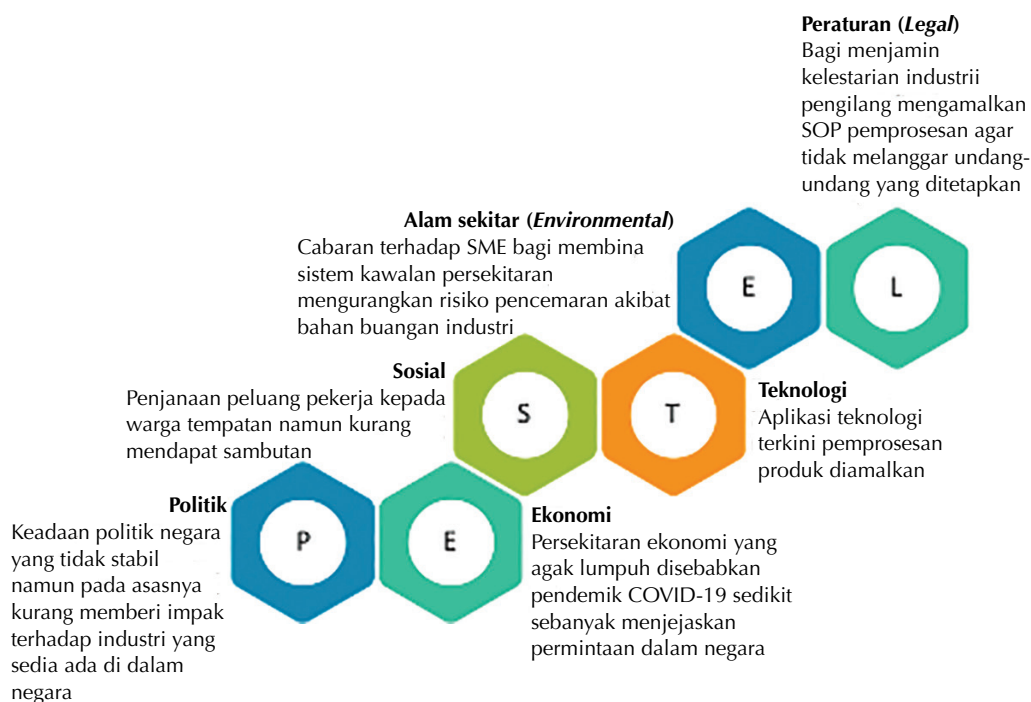 Peraturan (Legal)
Bagi menjamin
kelestarian industrii
pengilang mengamalkan
SOP pemprosesan agar
tidak melanggar undang-
undang yang ditetapkan
Alam sekitar (Environmental)
Cabaran terhadap SME bagi membina
sistem kawalan persekitaran
mengurangkan risiko pencemaran akibat
bahan buangan industri
E
L
Sosial
Penjanaan peluang pekerja kepada
warga tempatan namun kurang
mendapat sambutan
S
T
Teknologi
Aplikasi teknologi
terkini pemprosesan
produk diamalkan
Politik
Keadaan politik negara
yang tidak stabil
namun pada asasnya
kurang memberi impak
terhadap industri yang
sedia ada di dalam
negara
P
E
Ekonomi
Persekitaran ekonomi yang
agak lumpuh disebabkan
pendemik COVID-19 sedikit
sebanyak menjejaskan
permintaan dalam negara